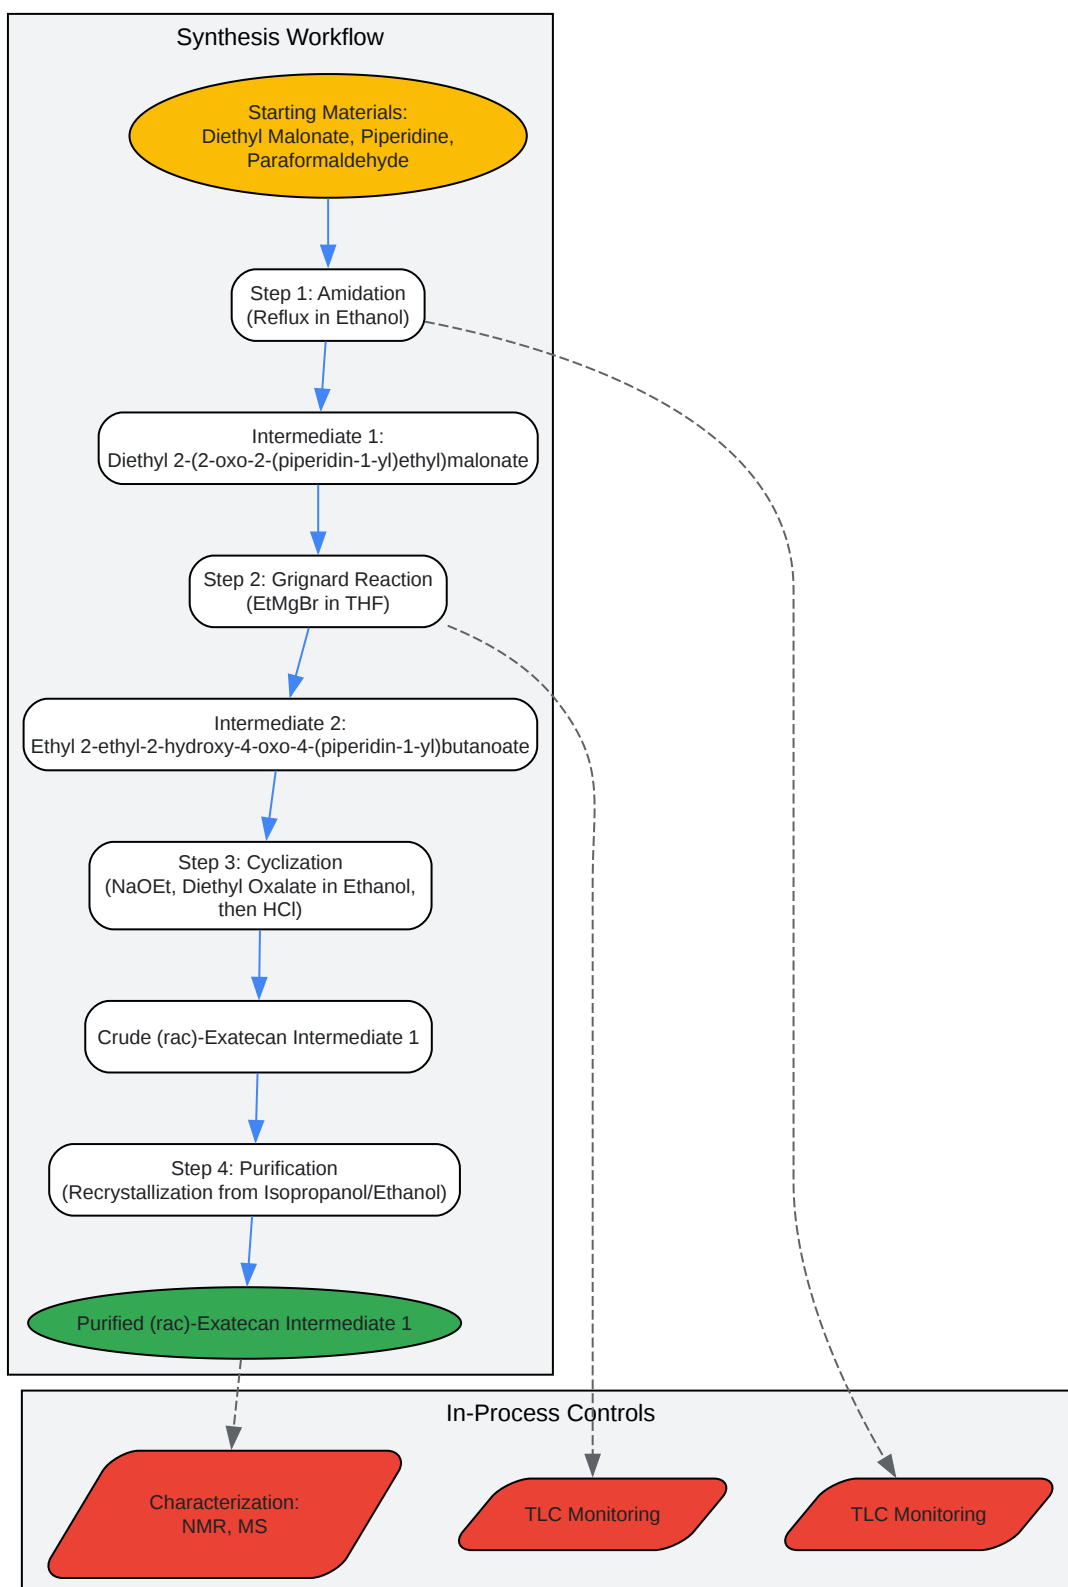 Synthesis Workflow
Starting Materials:
Diethyl Malonate, Piperidine,
Paraformaldehyde
Step 1: Amidation
(Reflux in Ethanol)
Intermediate 1:
Diethyl 2-(2-oxo-2-(piperidin-1-yl)ethyl)malonate
Step 2: Grignard Reaction
(EtMgBr in THF)
Intermediate 2:
Ethyl 2-ethyl-2-hydroxy-4-oxo-4-(piperidin-1-yl)butanoate
Step 3: Cyclization
(NaOEt, Diethyl Oxalate in Ethanol,
then HCl)
Crude (rac)-Exatecan Intermediate 1
Step 4: Purification
(Recrystallization from Isopropanol/Ethanol)
Purified (rac)-Exatecan Intermediate 1
In-Process Controls
Characterization:
NMR, MS
TLC Monitoring
TLC Monitoring